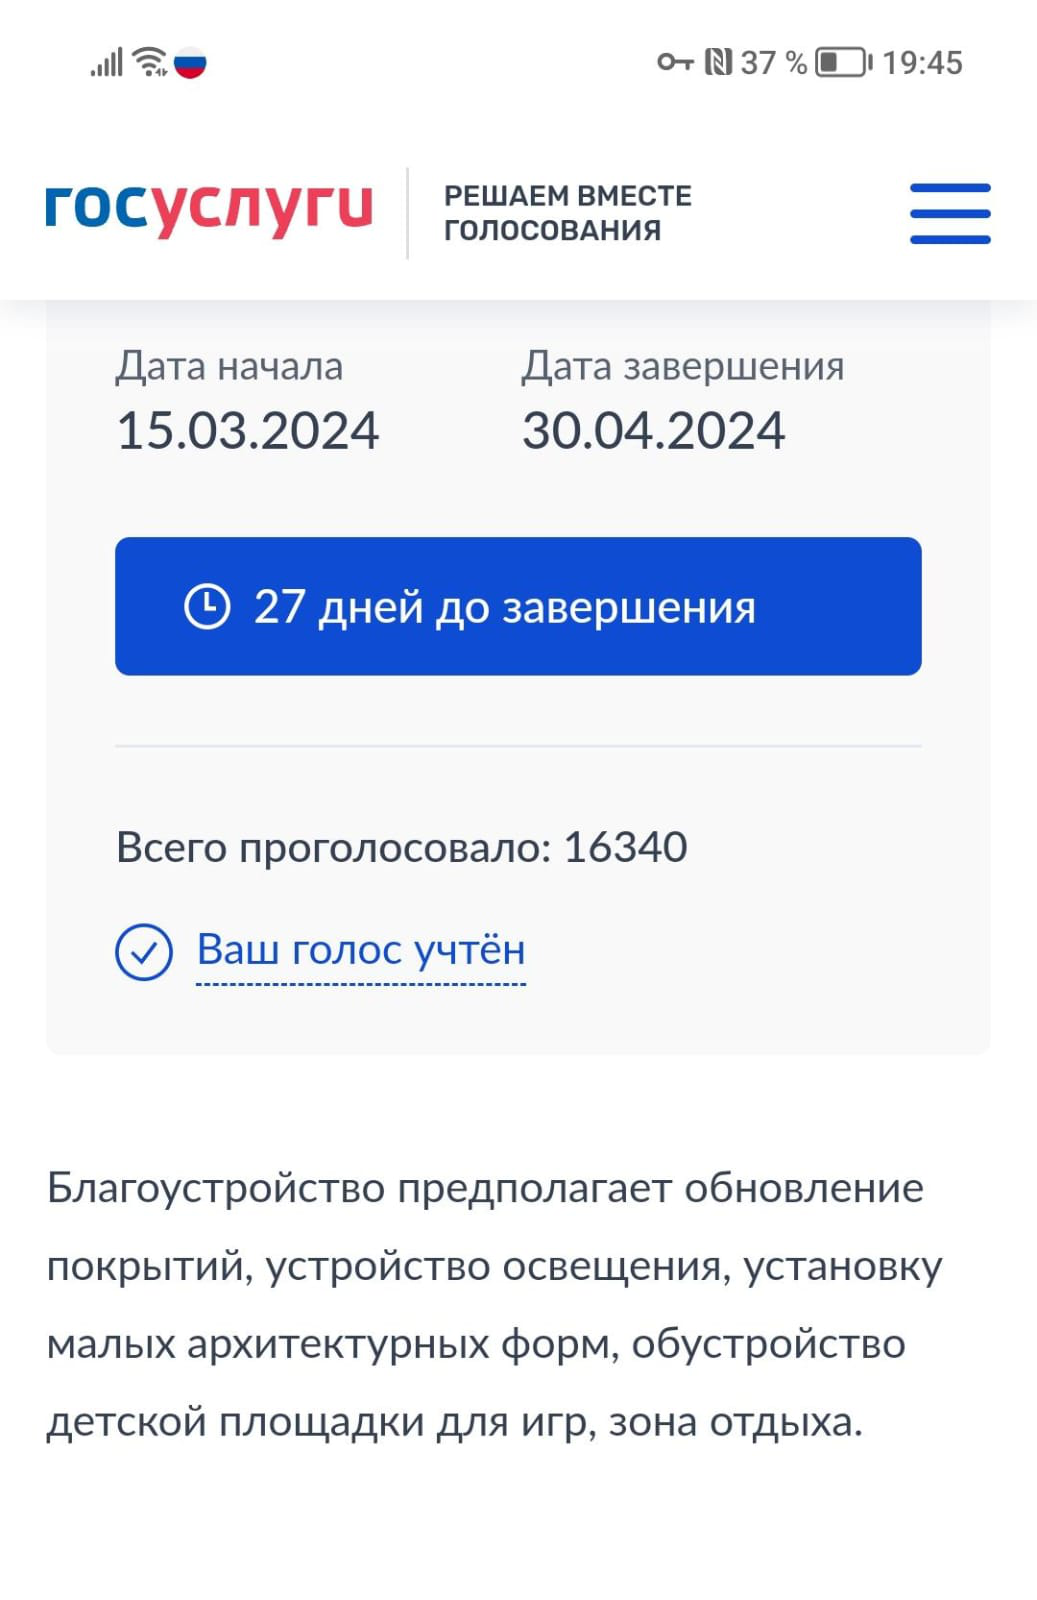 37 % 19:45
госуслуги
РЕШАЕМ ВМЕСТЕ
ГОЛОСОВАНИЯ
Дата начала Дата завершения
15.03.2024 30.04.2024
27 дней до завершения
Всего проголосовало: 16340
Ваш голос учтён
Благоустройство предполагает обновление
покрытий, устройство освещения, установку
малых архитектурных форм, обустройство
детской площадки для игр, зона отдыха.